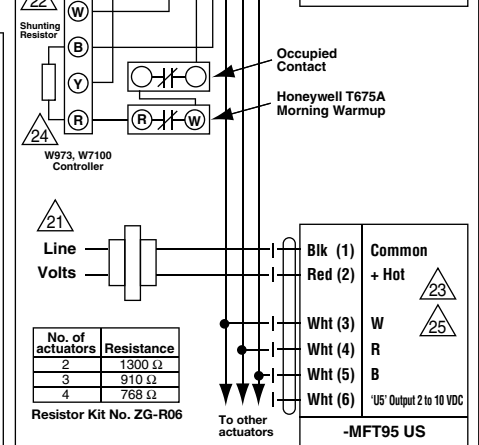 22
W
Shunting
Resistor
B
Y
R
24
W973, W7100
Controller
R
W
Occupied
Contact
Honeywell T675A
Morning Warmup
21
Line
Volts
Blk (1) Common
Red (2) + Hot
23
Wht (3) W
25
Wht (4) R
Wht (5) B
Wht (6) 'U5' Output 2 to 10 VDC
-MFT95 US
No. of
actuators Resistance
2 1300 Ω
3 910 Ω
4 768 Ω
Resistor Kit No. ZG-R06
To other
actuators